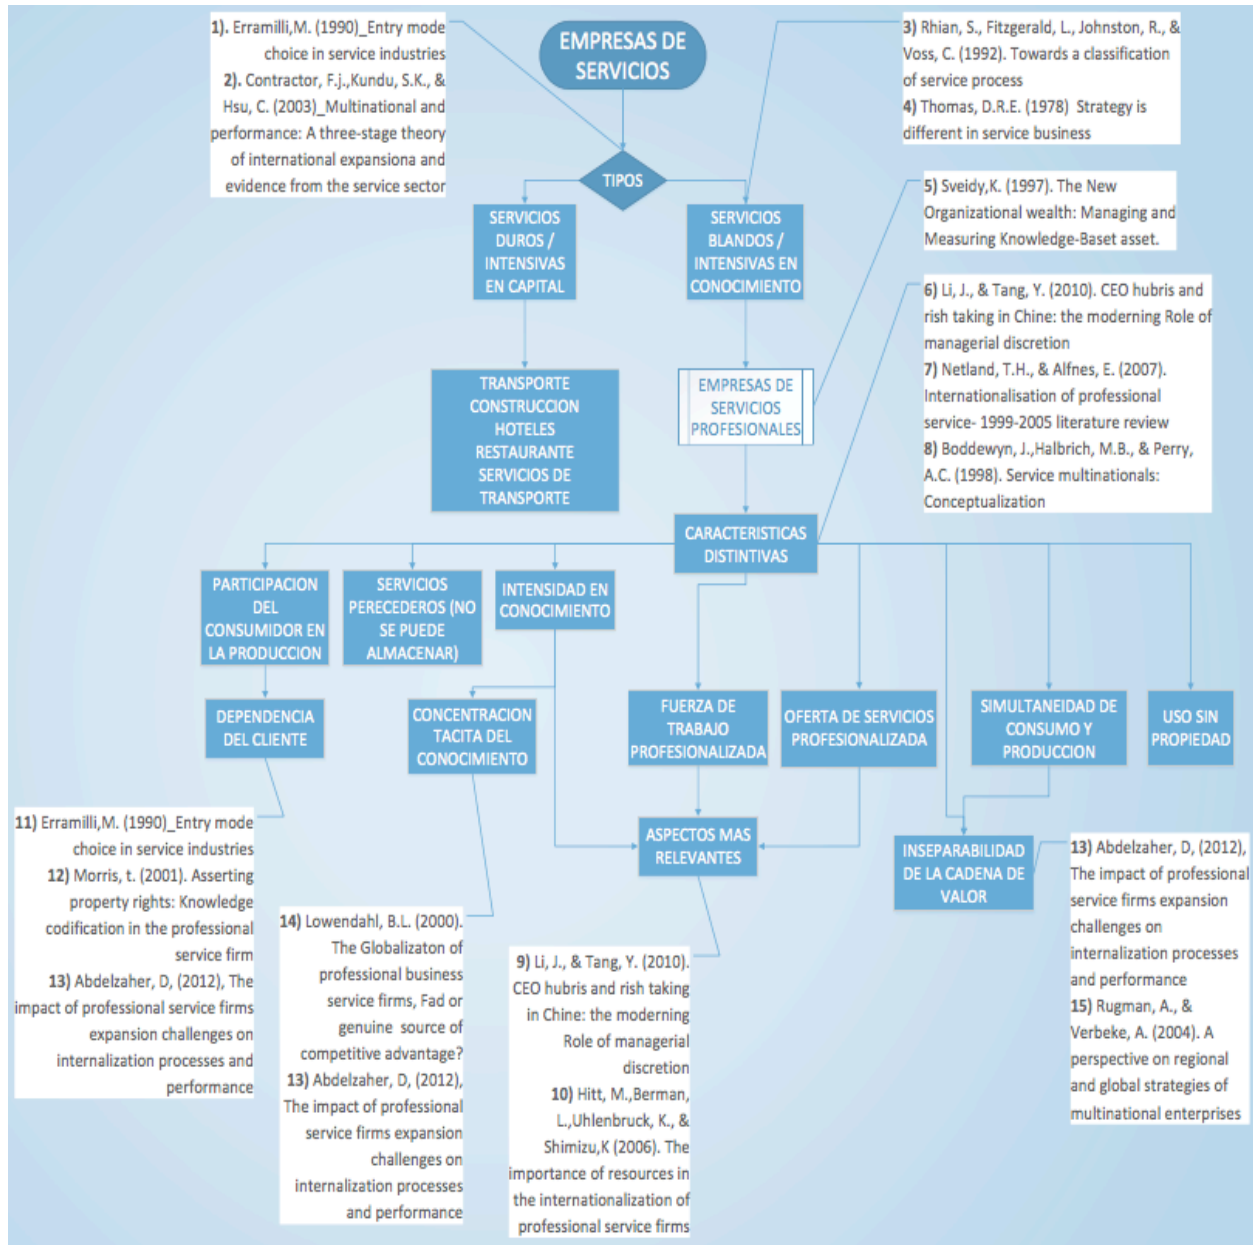 1). Erramilli,M. (1990)_Entry mode
choice in service industries
2). Contractor, F.j.,Kundu, S.K., &
Hsu, C. (2003)_Multinational and
performance: A three-stage theory
of international expansiona and
evidence from the service sector
EMPRESAS DE
SERVICIOS
3) Rhian, S., Fitzgerald, L., Johnston, R., &
Voss, C. (1992). Towards a classification
of service process
4) Thomas, D.R.E. (1978) Strategy is
different in service business
TIPOS
5) Sveidy,K. (1997). The New
Organizational wealth: Managing and
Measuring Knowledge-Baset asset.
SERVICIOS
DUROS /
INTENSIVAS
EN CAPITAL
SERVICIOS
BLANDOS /
INTENSIVAS EN
CONOCIMIENTO
6) Li, J., & Tang, Y. (2010). CEO hubris and
rish taking in Chine: the moderning Role of
managerial discretion
7) Netland, T.H., & Alfnes, E. (2007).
Internationalisation of professional
service- 1999-2005 literature review
8) Boddewyn, J.,Halbrich, M.B., & Perry,
A.C. (1998). Service multinationals:
Conceptualization
TRANSPORTE
CONSTRUCCION
HOTELES
RESTAURANTE
SERVICIOS DE
TRANSPORTE
EMPRESAS DE
SERVICIOS
PROFESIONALES
CARACTERISTICAS
DISTINTIVAS
PARTICIPACION
DEL
CONSUMIDOR EN
LA PRODUCCION
SERVICIOS
PERECEDEROS (NO
SE PUEDE
ALMACENAR)
INTENSIDAD EN
CONOCIMIENTO
DEPENDENCIA
DEL CLIENTE
CONCENTRACION
TACITA DEL
CONOCIMIENTO
FUERZA DE
TRABAJO
PROFESIONALIZADA
OFERTA DE SERVICIOS
PROFESIONALIZADA
SIMULTANEIDAD DE
CONSUMO Y
PRODUCCION
USO SIN
PROPIEDAD
ASPECTOS MAS
RELEVANTES
INSEPARABILIDAD
DE LA CADENA DE
VALOR
11) Erramilli,M. (1990)_Entry mode
choice in service industries
12) Morris, t. (2001). Asserting
property rights: Knowledge
codification in the professional
service firm
13) Abdelzaher, D, (2012), The
impact of professional service firms
expansion challenges on
internalization processes and
performance
14) Lowendahl, B.L. (2000).
The Globalizaton of
professional business
service firms, Fad or
genuine source of
competitive advantage?
13) Abdelzaher, D, (2012),
The impact of professional
service firms expansion
challenges on
internalization processes
and performance
9) Li, J., & Tang, Y. (2010).
CEO hubris and rish taking
in Chine: the moderning
Role of managerial
discretion
10) Hitt, M.,Berman,
L.,Uhlenbruck, K., &
Shimizu,K (2006). The
importance of resources in
the internationalization of
professional service firms
13) Abdelzaher, D, (2012),
The impact of professional
service firms expansion
challenges on
internalization processes
and performance
15) Rugman, A., &
Verbeke, A. (2004). A
perspective on regional
and global strategies of
multinational enterprises